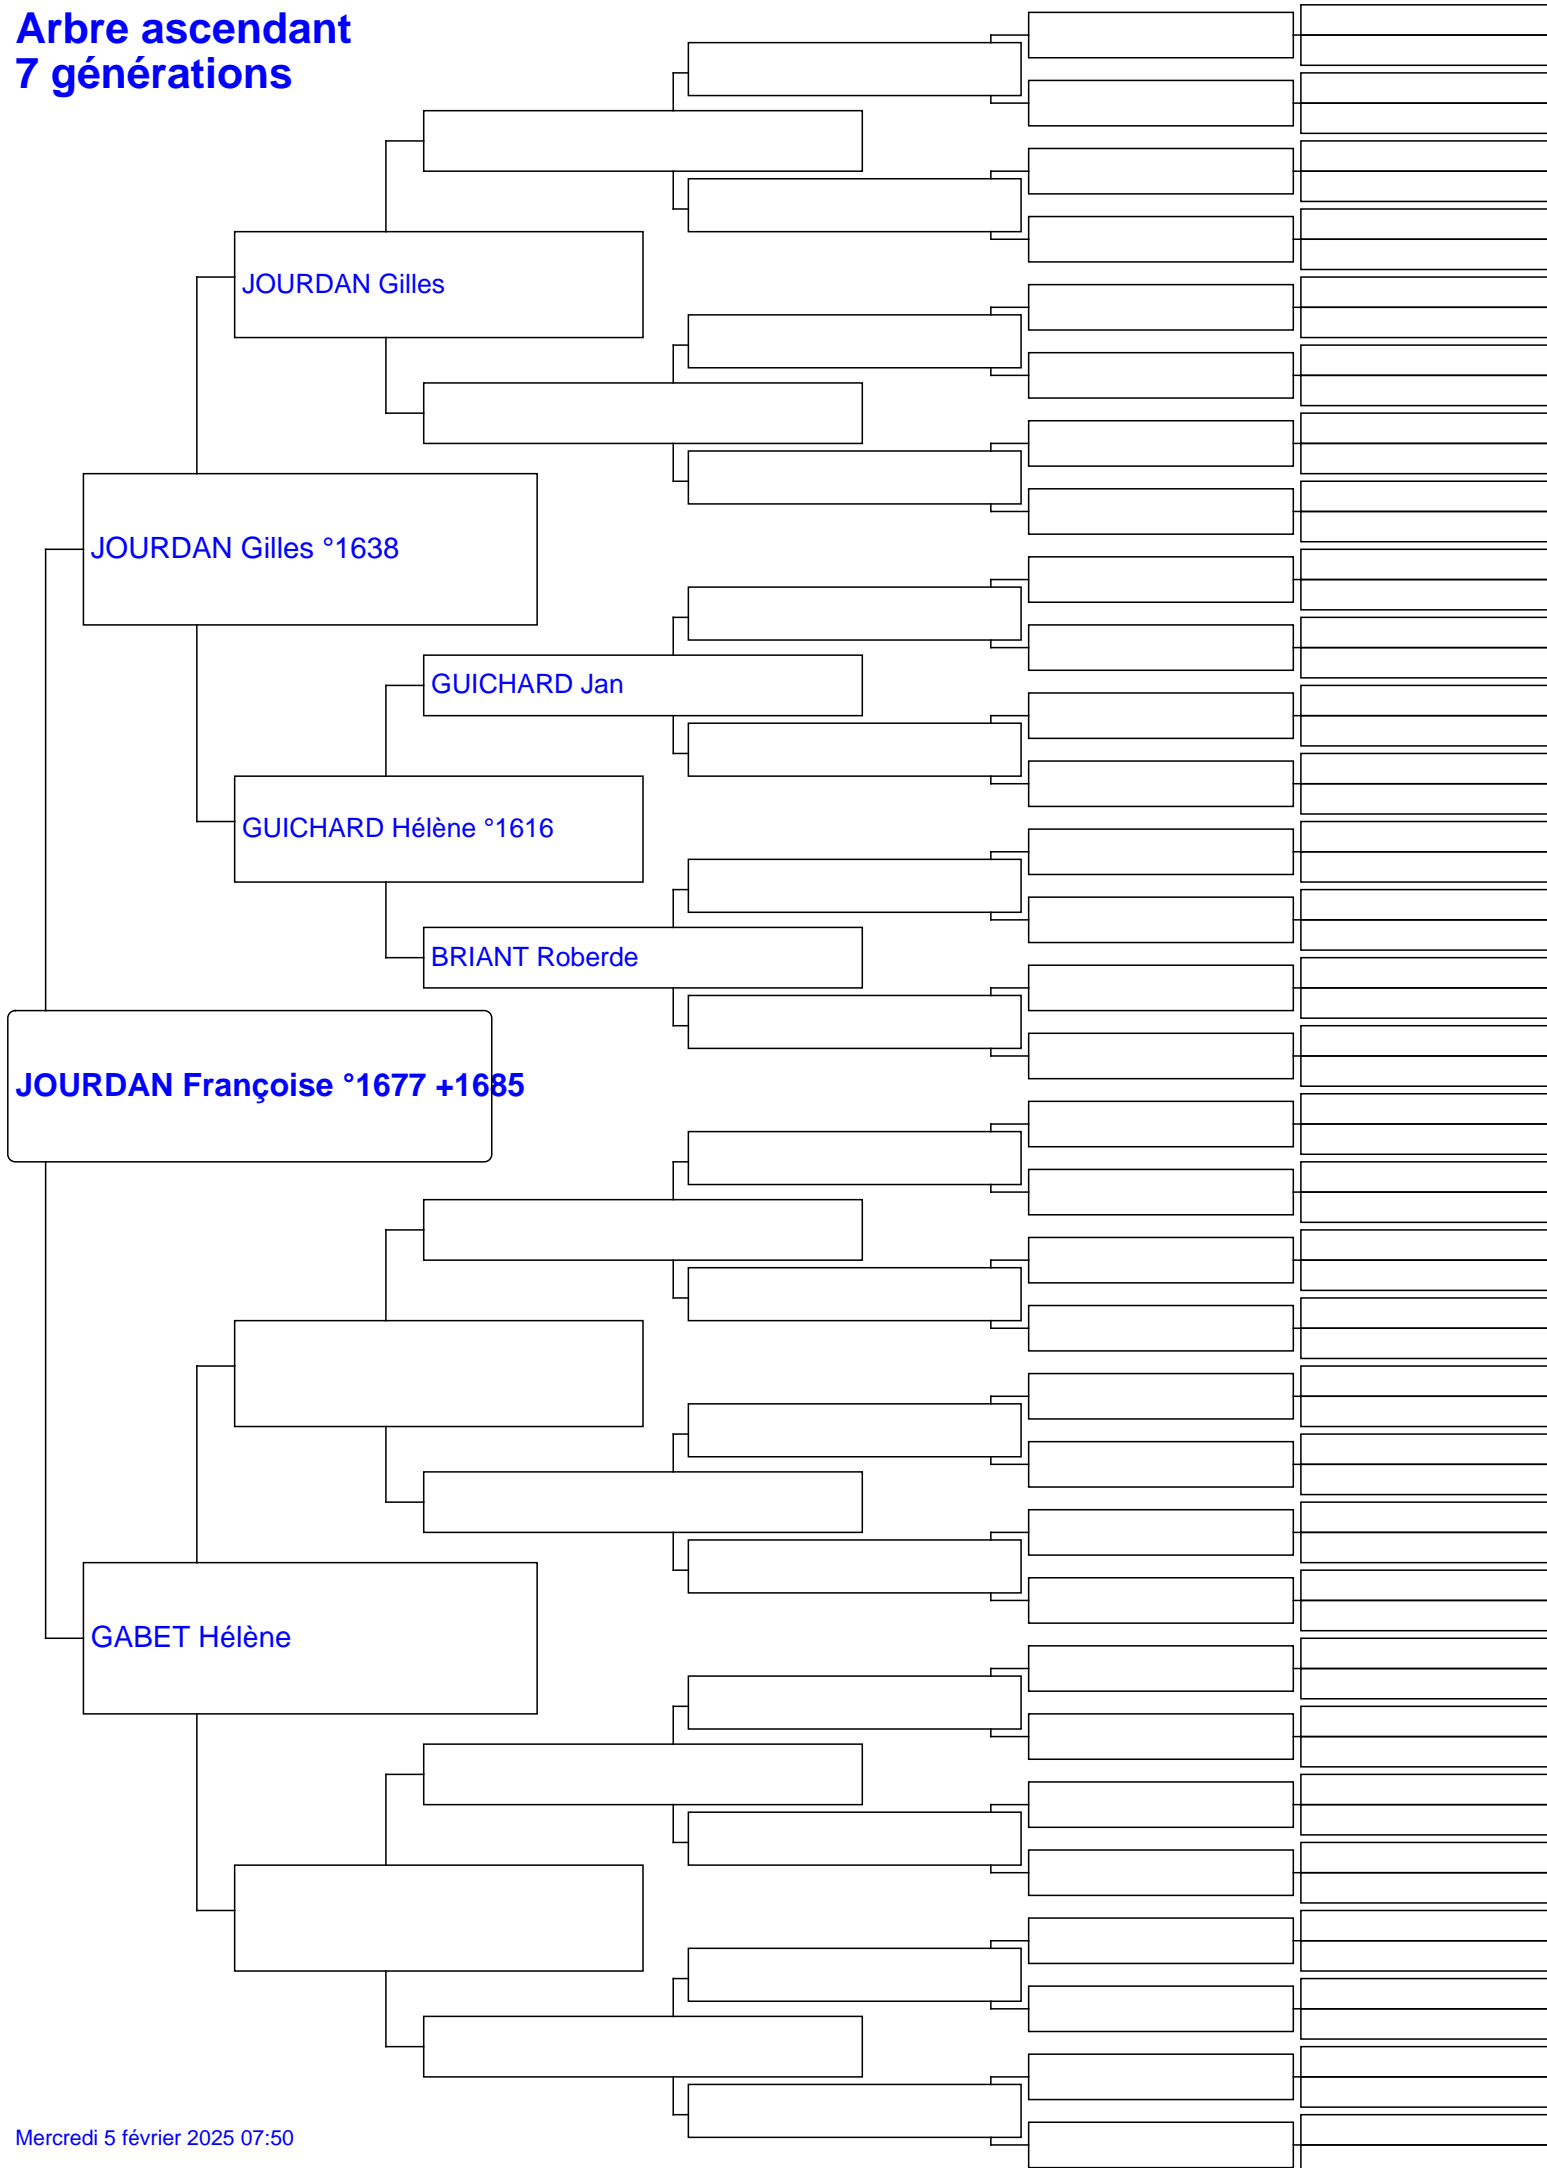 Arbre ascendant
7 générations
JOURDAN Gilles
JOURDAN Gilles °1638
GUICHARD Jan
GUICHARD Hélène °1616
BRIANT Roberde
JOURDAN Françoise °1677 +1685
GABET Hélène
Mercredi 5 février 2025 07:50